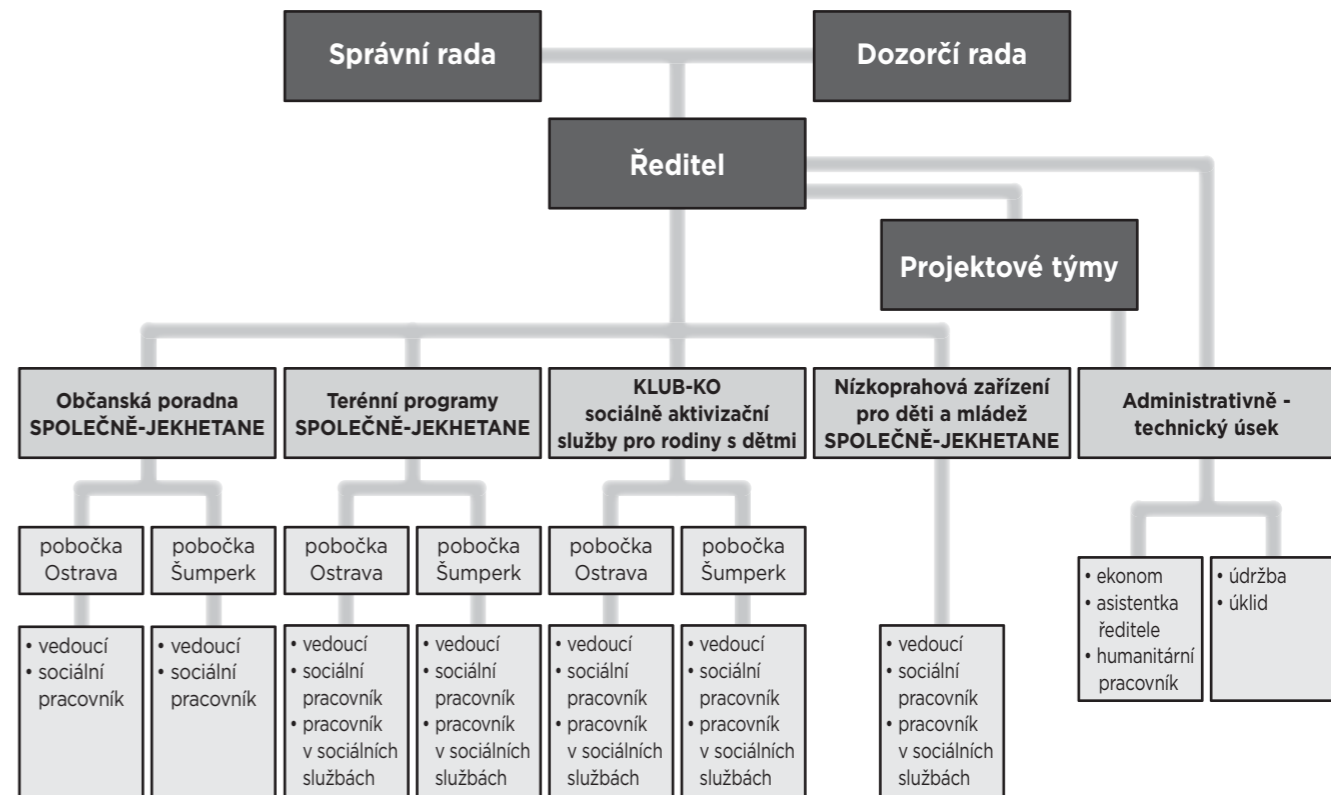 Správní rada
Dozorčí rada
Ředitel
Projektové týmy
Občanská poradna
SPOLEČNĚ-JEKHETANE
Terénní programy
SPOLEČNĚ-JEKHETANE
KLUB-KO
sociálně aktivizační
služby pro rodiny s dětmi
Nízkoprahová zařízení
pro děti a mládež
SPOLEČNĚ-JEKHETANE
Administrativně -
technický úsek
pobočka
Ostrava
pobočka
Šumperk
pobočka
Ostrava
pobočka
Šumperk
pobočka
Ostrava
pobočka
Šumperk
• vedoucí
• sociální
pracovník
• vedoucí
• sociální
pracovník
• vedoucí
• sociální
pracovník
• pracovník
v sociálních
službách
• vedoucí
• sociální
pracovník
• pracovník
v sociálních
službách
• vedoucí
• sociální
pracovník
• pracovník
v sociálních
službách
• vedoucí
• sociální
pracovník
• pracovník
v sociálních
službách
• vedoucí
• sociální
pracovník
• pracovník
v sociálních
službách
• ekonom
• asistentka
ředitele
• humanitární
pracovník
• údržba
• úklid